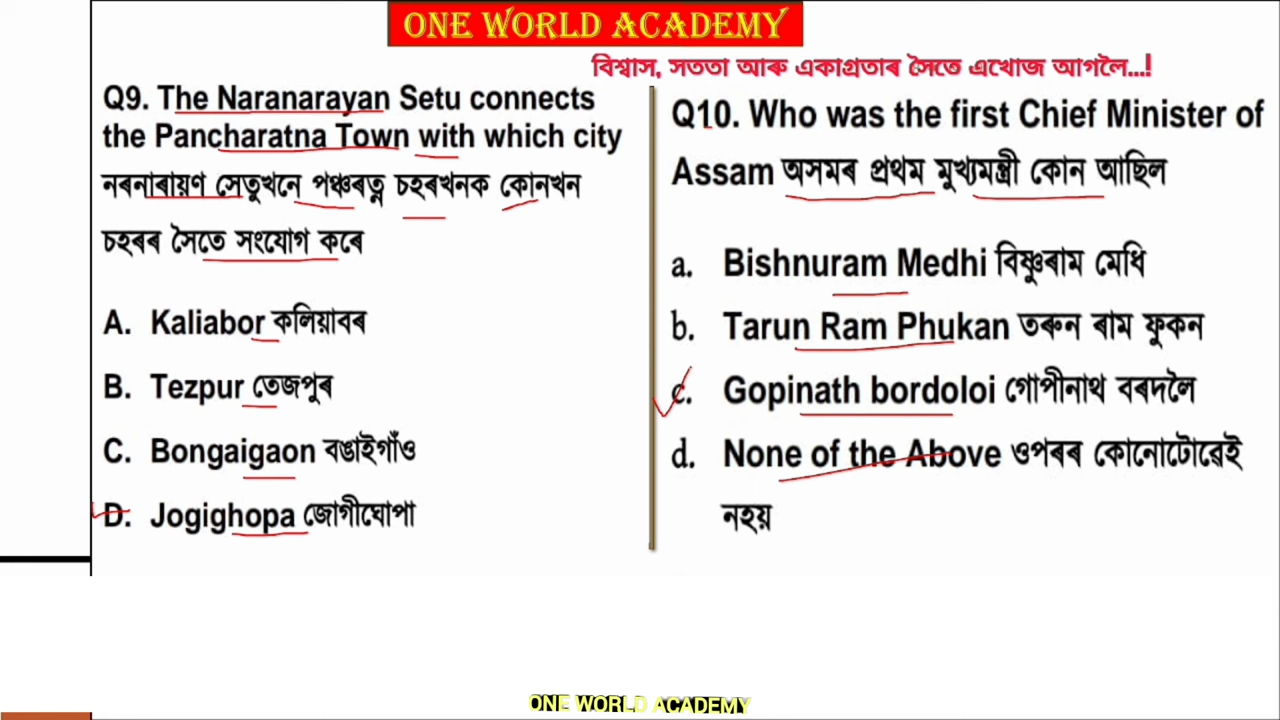 ONE WORLD ACADEMY
বিশ্বাস, সততা আৰু একাগ্ৰতাৰ সৈতে এখোজ আগলৈ...!
Q9. The Naranarayan Setu connects
the Pancharatna Town with which city
নৰনাৰায়ণ সেতুখনে পঞ্চৰত্ন চহৰখনক কোনখন
চহৰৰ সৈতে সংযোগ কৰে
A. Kaliabor কলিয়াবৰ
B. Tezpur তেজপুৰ
C. Bongaigaon বঙাইগাঁও
D. Jogighopa জোগীঘোপা
Q10. Who was the first Chief Minister of
Assam অসমৰ প্ৰথম মুখ্যমন্ত্ৰী কোন আছিল
a. Bishnuram Medhi বিষ্ণুৰাম মেধি
b. Tarun Ram Phukan তৰুন ৰাম ফুকন
c. Gopinath bordoloi গোপীনাথ বৰদলৈ
d. None of the Above ওপৰৰ কোনোটোৱেই
নহয়
ONE WORLD ACADEMY